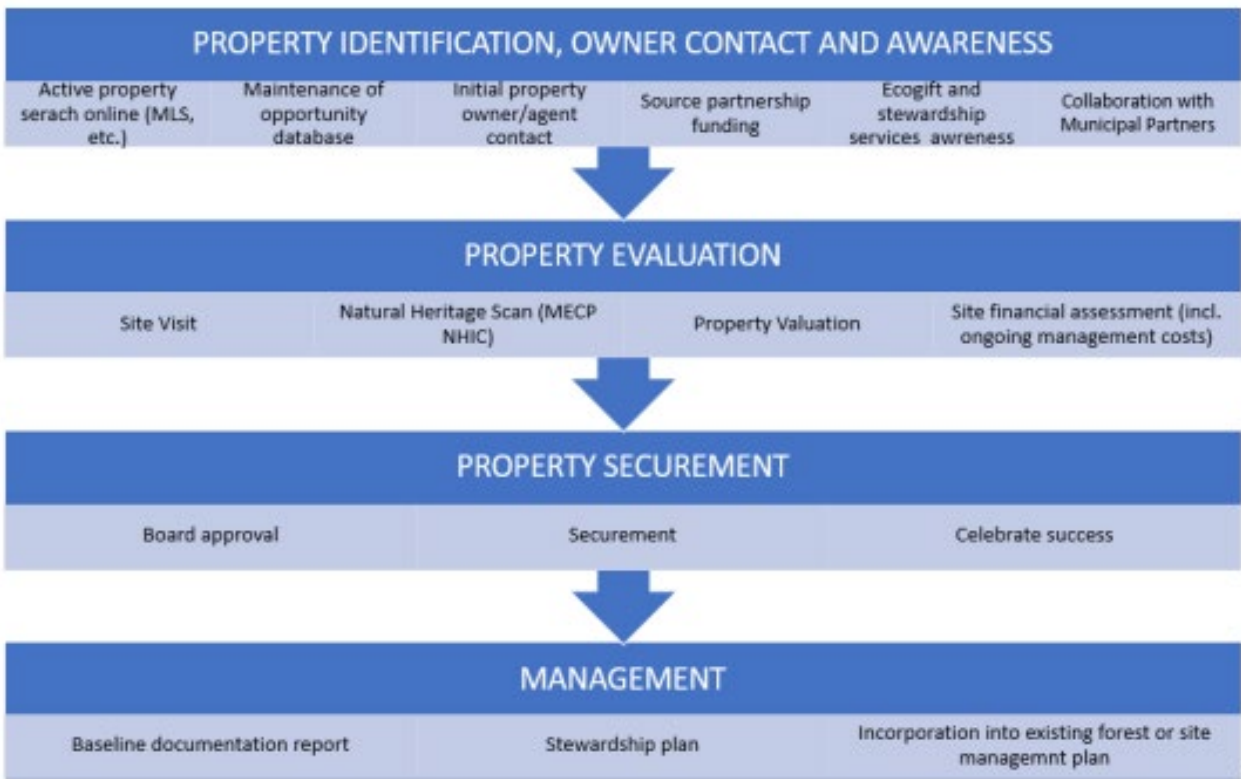 PROPERTY IDENTIFICATION, OWNER CONTACT AND AWARENESS
Active property
serach online (MLS,
etc.)
Maintenance of
opportunity
database
Initial property
owner/agent
contact
Source partnership
funding
Ecogift and
stewardship
services awreness
Collaboration with
Municipal Partners
PROPERTY EVALUATION
Site Visit
Natural Heritage Scan (MECP
NHIC)
Property Valuation
Site financial assessment (incl.
ongoing management costs)
PROPERTY SECUREMENT
Board approval
Securement
Celebrate success
MANAGEMENT
Baseline documentation report
Stewardship plan
Incorporation into existing forest or site
managemnt plan